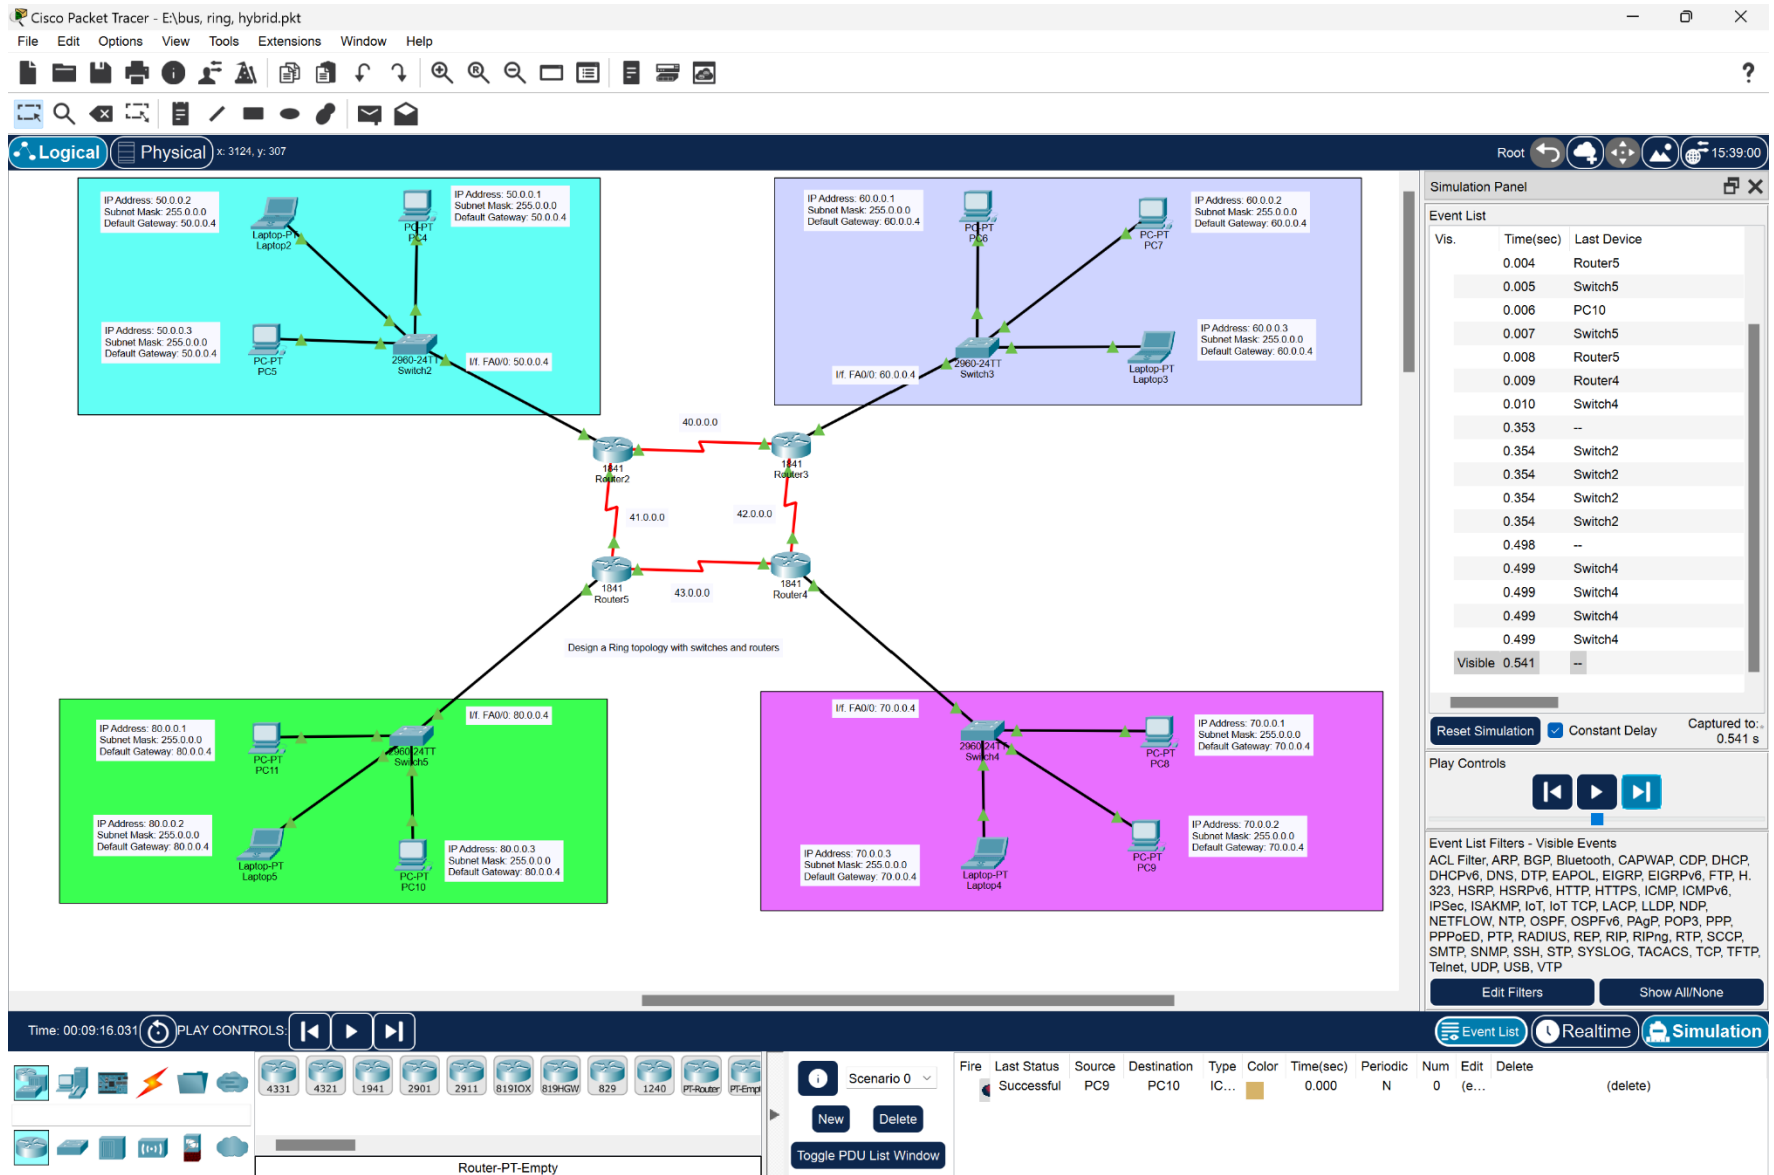 Cisco Packet Tracer - E:\bus, ring, hybrid.pkt
File Edit Options View Tools Extensions Window Help
?
Logical Physical x: 3124, y: 307
Root 15:39:00
IP Address: 50.0.0.2
Subnet Mask: 255.0.0.0
Default Gateway: 50.0.0.4
Laptop-PT
Laptop2
PC-PT
PC4
IP Address: 50.0.0.1
Subnet Mask: 255.0.0.0
Default Gateway: 50.0.0.4
IP Address: 50.0.0.3
Subnet Mask: 255.0.0.0
Default Gateway: 50.0.0.4
PC-PT
PC5
2960-24TT
Switch2
I/f. FA0/0: 50.0.0.4
IP Address: 60.0.0.1
Subnet Mask: 255.0.0.0
Default Gateway: 60.0.0.4
PC-PT
PC6
PC-PT
PC7
IP Address: 60.0.0.2
Subnet Mask: 255.0.0.0
Default Gateway: 60.0.0.4
I/f. FA0/0: 60.0.0.4
2960-24TT
Switch3
Laptop-PT
Laptop3
IP Address: 60.0.0.3
Subnet Mask: 255.0.0.0
Default Gateway: 60.0.0.4
40.0.0.0
1841
Router2
1841
Router3
41.0.0.0
42.0.0.0
1841
Router5
43.0.0.0
1841
Router4
Design a Ring topology with switches and routers
IP Address: 80.0.0.1
Subnet Mask: 255.0.0.0
Default Gateway: 80.0.0.4
PC-PT
PC11
2960-24TT
Switch5
I/f. FA0/0: 80.0.0.4
IP Address: 80.0.0.2
Subnet Mask: 255.0.0.0
Default Gateway: 80.0.0.4
Laptop-PT
Laptop5
PC-PT
PC10
IP Address: 80.0.0.3
Subnet Mask: 255.0.0.0
Default Gateway: 80.0.0.4
I/f. FA0/0: 70.0.0.4
2960-24TT
Switch4
PC-PT
PC8
IP Address: 70.0.0.1
Subnet Mask: 255.0.0.0
Default Gateway: 70.0.0.4
IP Address: 70.0.0.3
Subnet Mask: 255.0.0.0
Default Gateway: 70.0.0.4
Laptop-PT
Laptop4
PC-PT
PC9
IP Address: 70.0.0.2
Subnet Mask: 255.0.0.0
Default Gateway: 70.0.0.4
Simulation Panel
Event List
Vis. Time(sec) Last Device
0.004 Router5
0.005 Switch5
0.006 PC10
0.007 Switch5
0.008 Router5
0.009 Router4
0.010 Switch4
0.353 --
0.354 Switch2
0.354 Switch2
0.354 Switch2
0.354 Switch2
0.498 --
0.499 Switch4
0.499 Switch4
0.499 Switch4
0.499 Switch4
Visible 0.541 --
Reset Simulation Constant Delay Captured to:
0.541 s
Play Controls
Event List Filters - Visible Events
ACL Filter, ARP, BGP, Bluetooth, CAPWAP, CDP, DHCP,
DHCPv6, DNS, DTP, EAPOL, EIGRP, EIGRPv6, FTP, H.
323, HSRP, HSRPv6, HTTP, HTTPS, ICMP, ICMPv6,
IPSec, ISAKMP, IoT, IoT TCP, LACP, LLDP, NDP,
NETFLOW, NTP, OSPF, OSPFv6, PAgP, POP3, PPP,
PPPoED, PTP, RADIUS, REP, RIP, RIPng, RTP, SCCP,
SMTP, SNMP, SSH, STP, SYSLOG, TACACS, TCP, TFTP,
Telnet, UDP, USB, VTP
Edit Filters Show All/None
Time: 00:09:16.031 PLAY CONTROLS:
Event List Realtime Simulation
4331 4321 1941 2901 2911 819IOX 819HGW 829 1240 PT-Router PT-Emp
Router-PT-Empty
Scenario 0
New Delete
Toggle PDU List Window
Fire Last Status Source Destination Type Color Time(sec) Periodic Num Edit Delete
Successful PC9 PC10 IC... 0.000 N 0 (e... (delete)